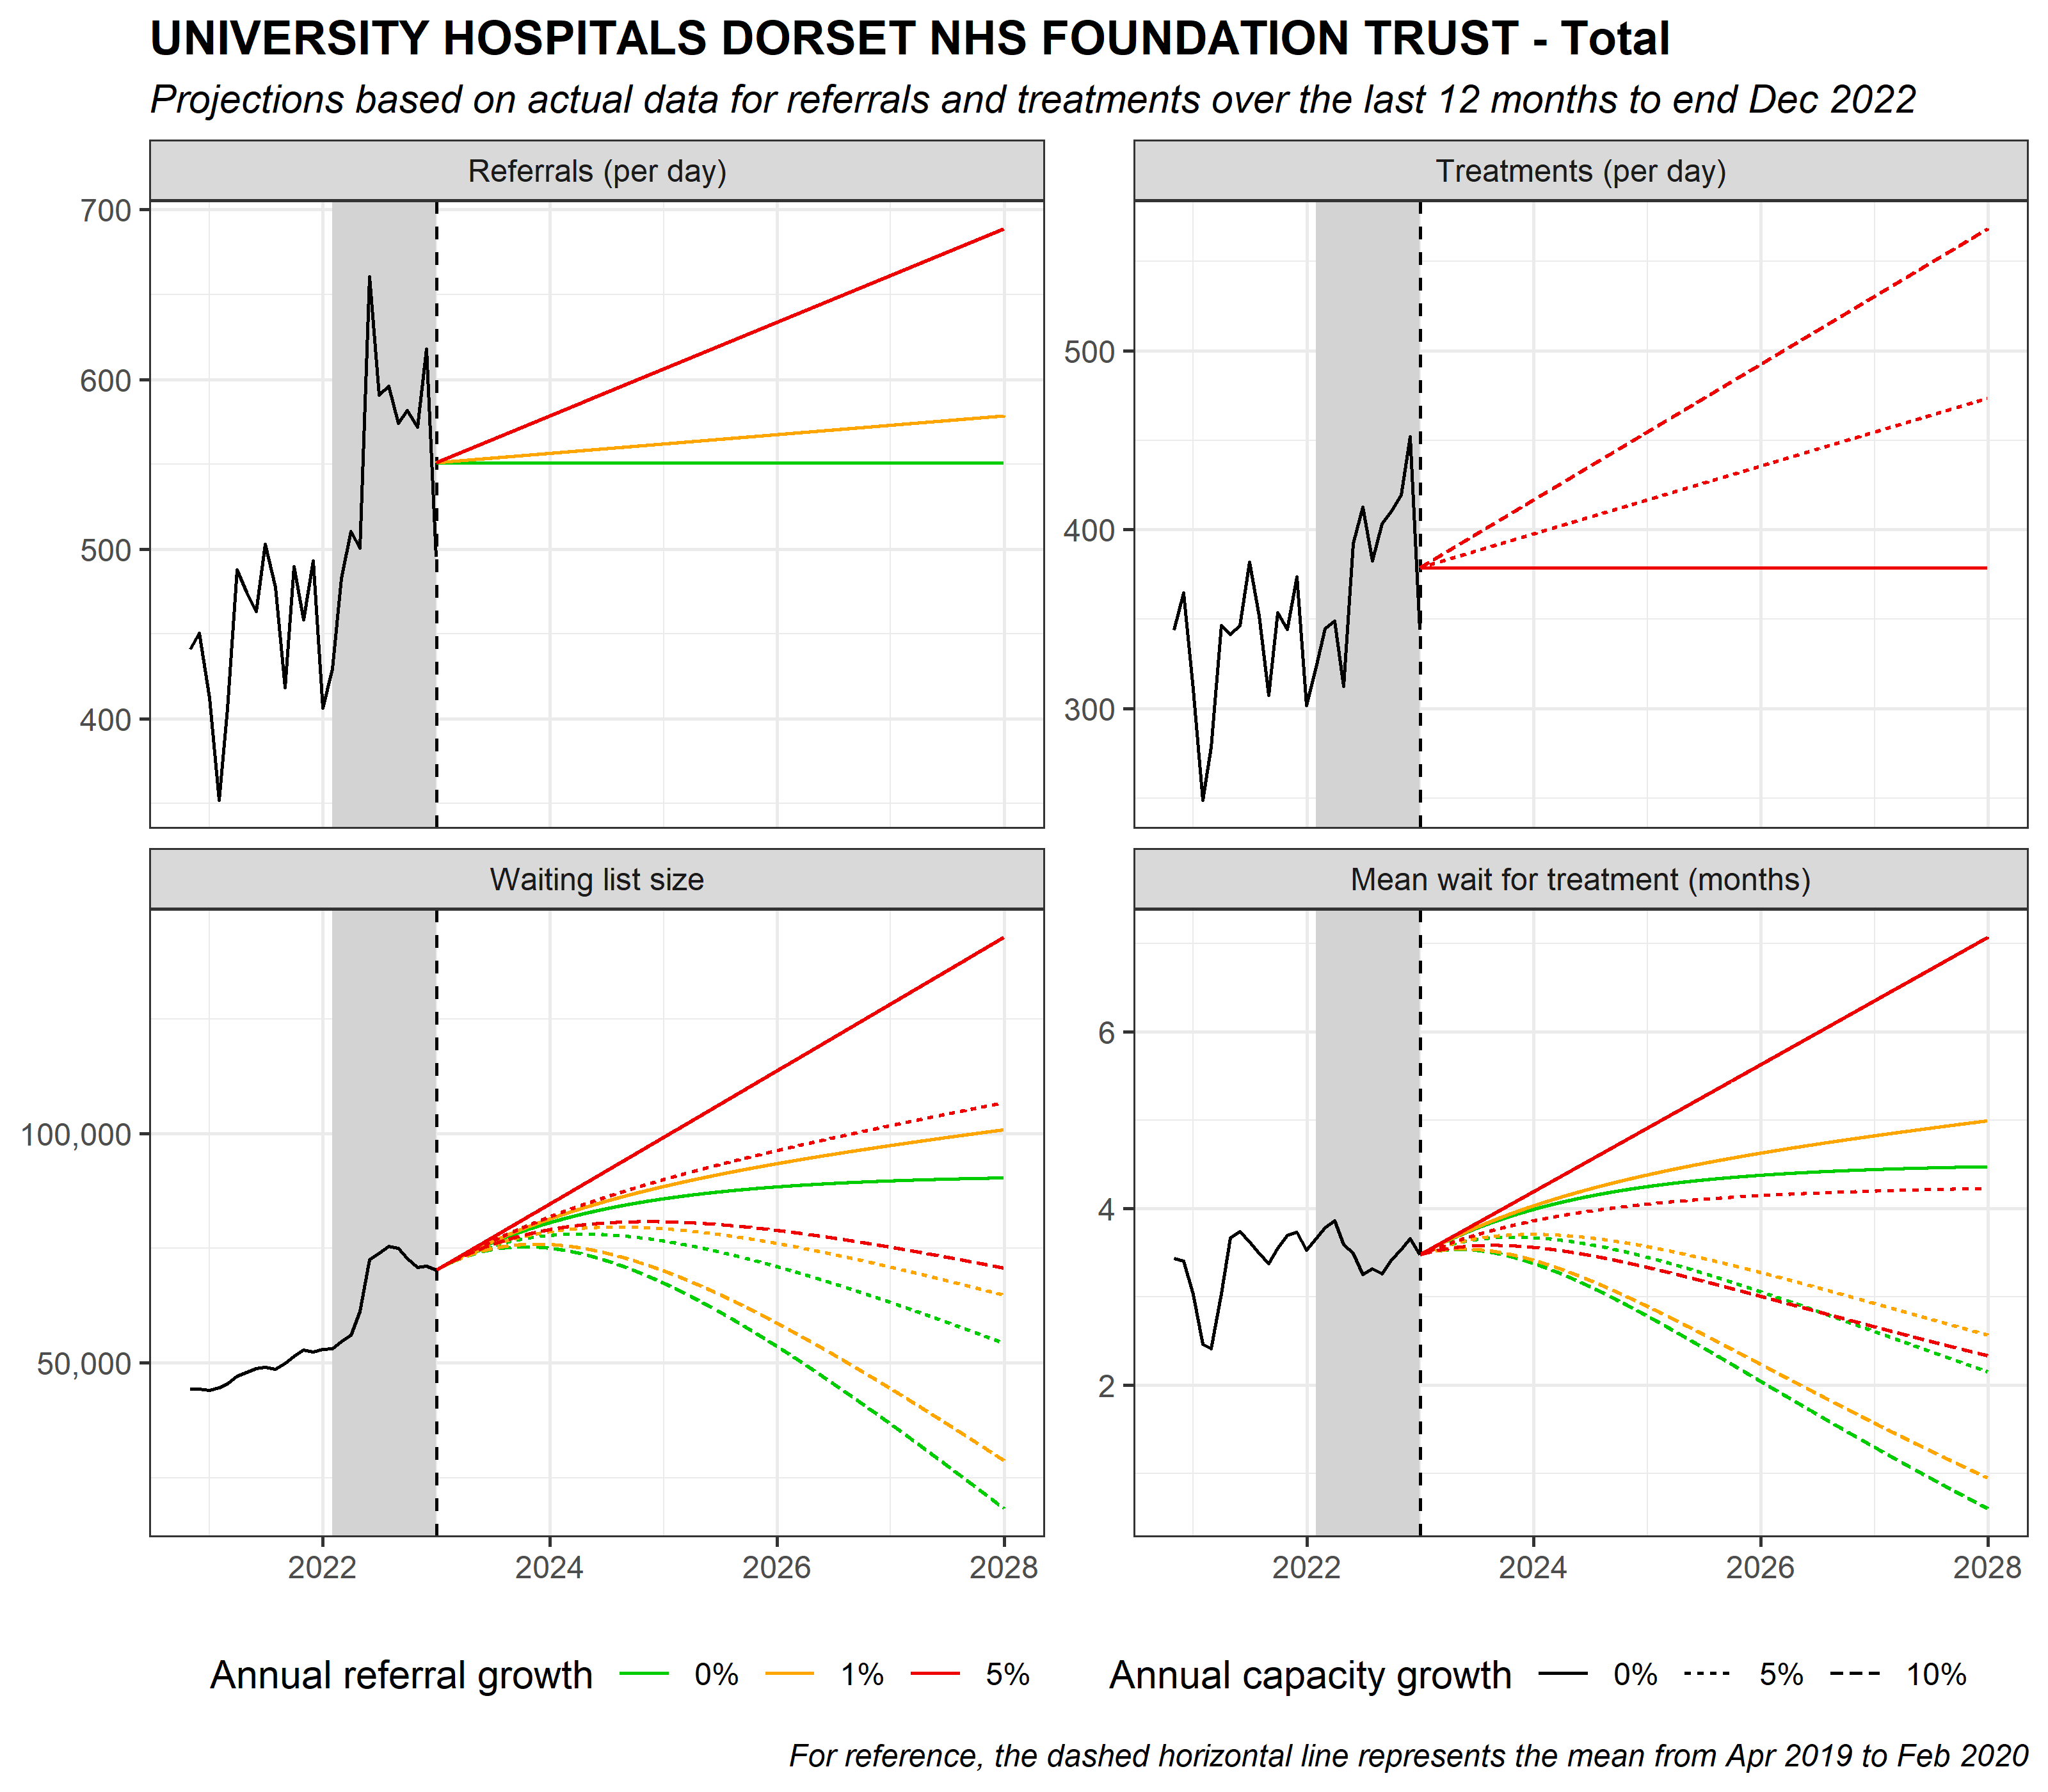 UNIVERSITY HOSPITALS DORSET NHS FOUNDATION TRUST - Total
Projections based on actual data for referrals and treatments over the last 12 months to end Dec 2022
Referrals (per day)
700
600
500
400
Treatments (per day)
500
400
300
Waiting list size
100,000
50,000
2022 2024 2026 2028
Mean wait for treatment (months)
6
4
2
2022 2024 2026 2028
Annual referral growth 0% 1% 5%
Annual capacity growth 0% 5% 10%
For reference, the dashed horizontal line represents the mean from Apr 2019 to Feb 2020